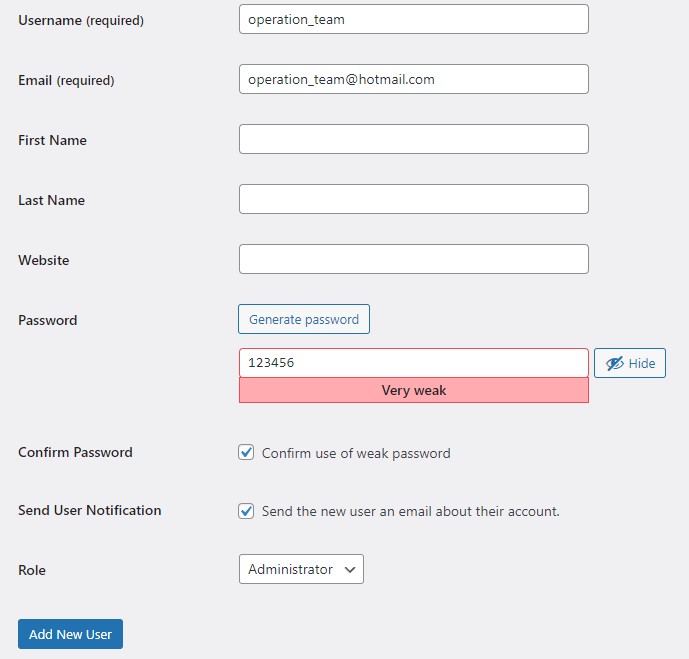 Username (required) operation_team
Email (required) operation_team@hotmail.com
First Name
Last Name
Website
Password Generate password
123456 Hide
Very weak
Confirm Password Confirm use of weak password
Send User Notification Send the new user an email about their account.
Role Administrator
Add New User